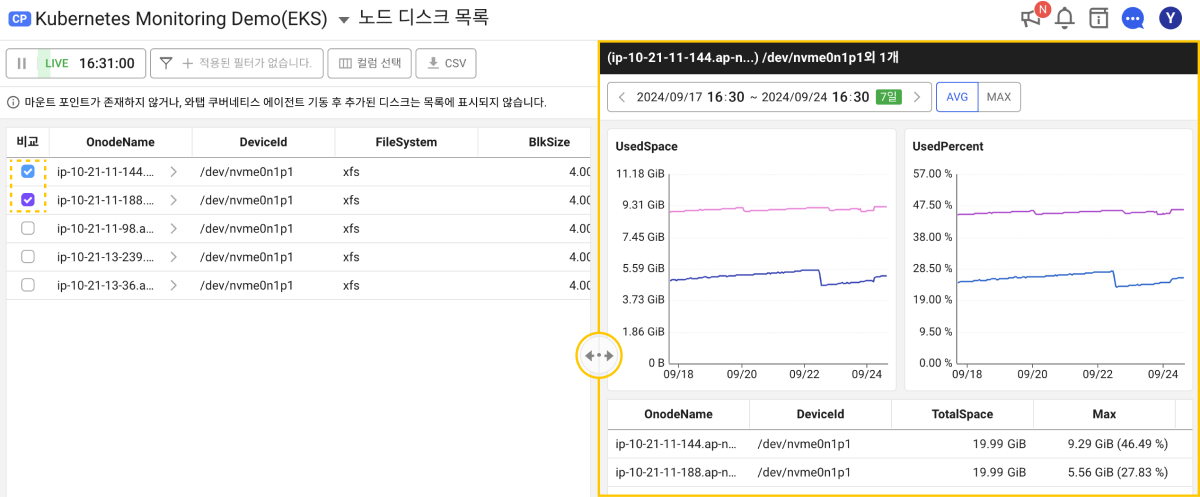 CP Kubernetes Monitoring Demo(EKS) 노드 디스크 목록 N Y
LIVE 16:31:00 적용된 필터가 없습니다. 컬럼 선택 CSV
마운트 포인트가 존재하지 않거나, 와탭 쿠버네티스 에이전트 기동 후 추가된 디스크는 목록에 표시되지 않습니다.
비교 OnodeName DeviceId FileSystem BlkSize
ip-10-21-11-144.... /dev/nvme0n1p1 xfs 4.00
ip-10-21-11-188.... /dev/nvme0n1p1 xfs 4.00
ip-10-21-11-98.a... /dev/nvme0n1p1 xfs 4.00
ip-10-21-13-239.... /dev/nvme0n1p1 xfs 4.00
ip-10-21-13-36.a... /dev/nvme0n1p1 xfs 4.00
(ip-10-21-11-144.ap-n...) /dev/nvme0n1p1외 1개
2024/09/17 16:30 ~ 2024/09/24 16:30 7일 AVG MAX
UsedSpace
11.18 GiB
9.31 GiB
7.45 GiB
5.59 GiB
3.73 GiB
1.86 GiB
0 B
09/18 09/20 09/22 09/24
UsedPercent
57.00 %
47.50 %
38.00 %
28.50 %
19.00 %
9.50 %
0.00 %
09/18 09/20 09/22 09/24
OnodeName DeviceId TotalSpace Max
ip-10-21-11-144.ap-n... /dev/nvme0n1p1 19.99 GiB 9.29 GiB (46.49 %)
ip-10-21-11-188.ap-n... /dev/nvme0n1p1 19.99 GiB 5.56 GiB (27.83 %)